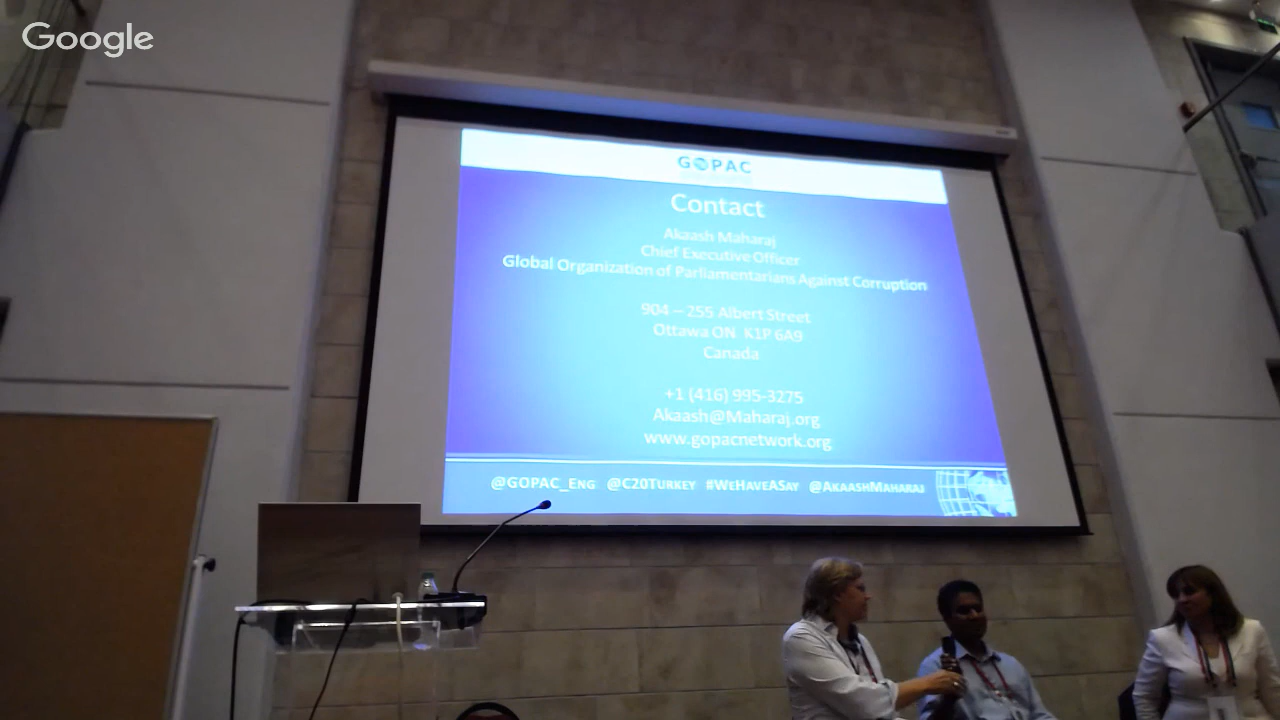 Google
GOPAC
Contact
Akaash Maharaj
Chief Executive Officer
Global Organization of Parliamentarians Against Corruption
904 – 255 Albert Street
Ottawa ON K1P 6A9
Canada
+1 (416) 995-3275
Akaash@Maharaj.org
www.gopacnetwork.org
@GOPAC_Eng @C20Turkey #WeHaveASay @AkaashMaharaj